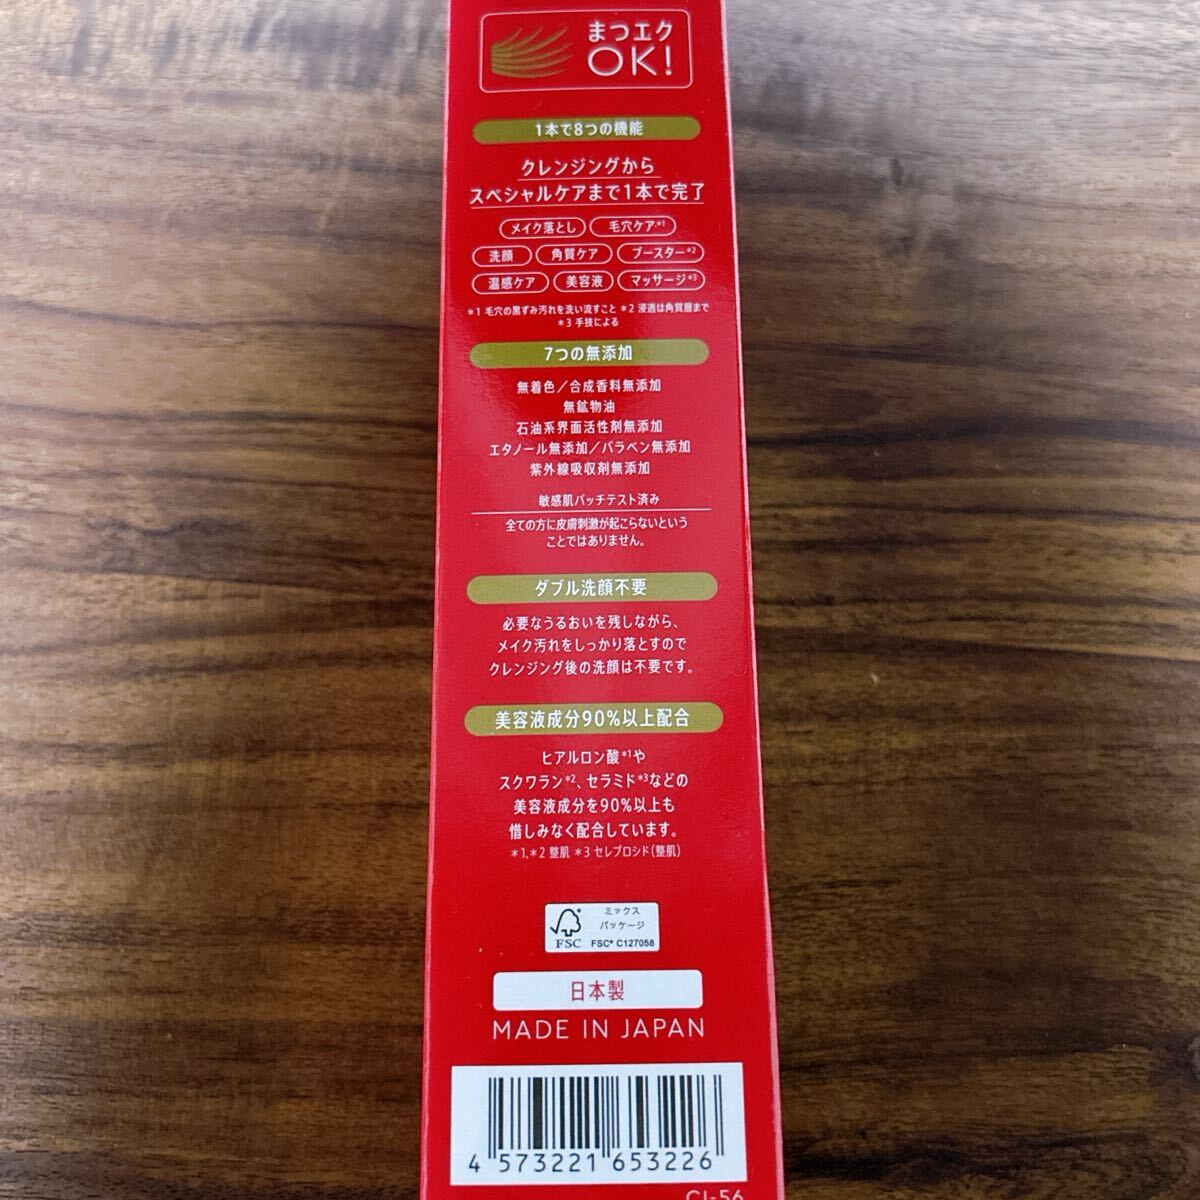 まつエク
OK!
1本で8つの機能
クレンジングから
スペシャルケアまで1本で完了
メイク落とし 毛穴ケア*1
洗顔 角質ケア ブースター*2
温感ケア 美容液 マッサージ*3
*1 毛穴の黒ずみ汚れを洗い流すこと *2 浸透は角質層まで
*3 手技による
7つの無添加
無着色/合成香料無添加
無鉱物油
石油系界面活性剤無添加
エタノール無添加/パラベン無添加
紫外線吸収剤無添加
敏感肌パッチテスト済み
全ての方に皮膚刺激が起こらないという
ことではありません。
ダブル洗顔不要
必要なうるおいを残しながら、
メイク汚れをしっかり落とすので
クレンジング後の洗顔は不要です。
美容液成分90%以上配合
ヒアルロン酸*1や
スクワラン*2、セラミド*3などの
美容液成分を90%以上も
惜しみなく配合しています。
*1、*2 整肌 *3 セレブロシド(整肌)
ミックス
パッケージ
FSC FSC® C127058
日本製
MADE IN JAPAN
4 573221 653226
CJ-56